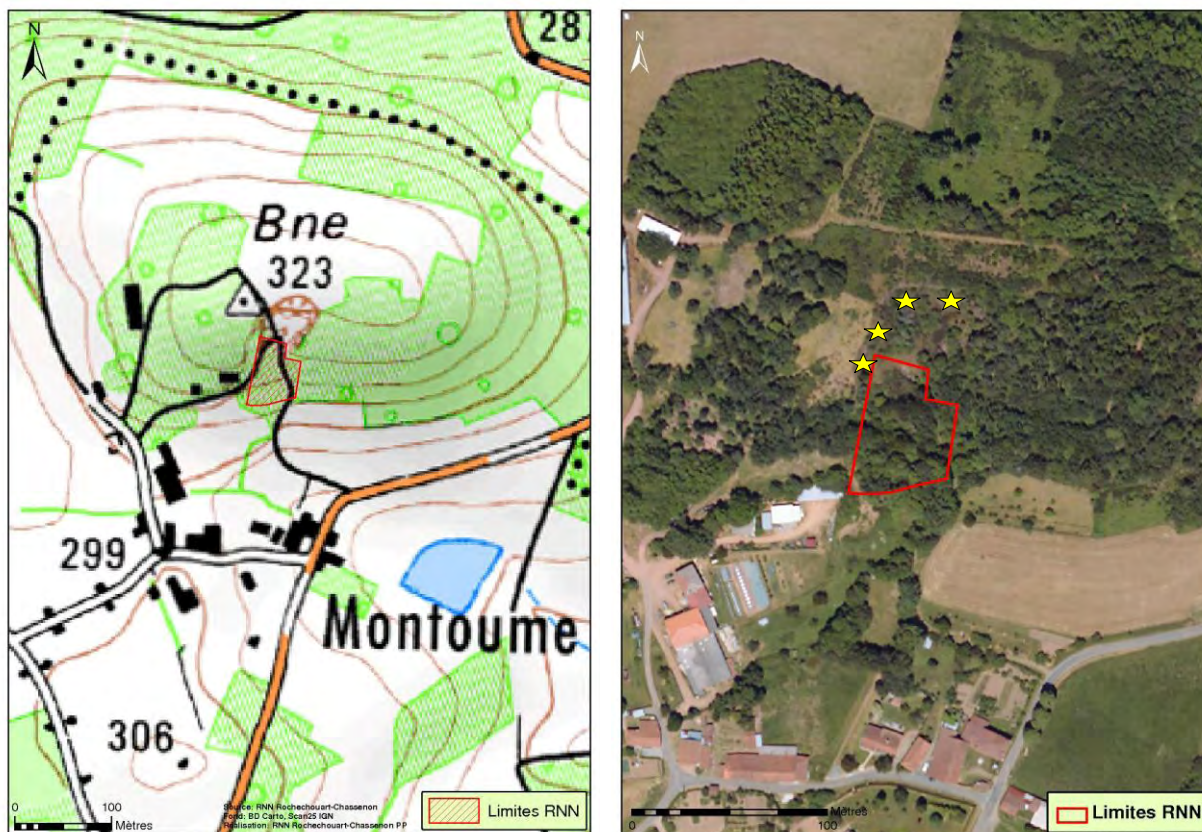 N
28
Bne
323
299
Montoume
306
0 100
Mètres
Source: RNN Rochechouart-Chassenon
Fond: BD Carto, Scan25 IGN
Réalisation: RNN Rochechouart-Chassenon PP
Limites RNN
N
0 100
Mètres
Limites RNN